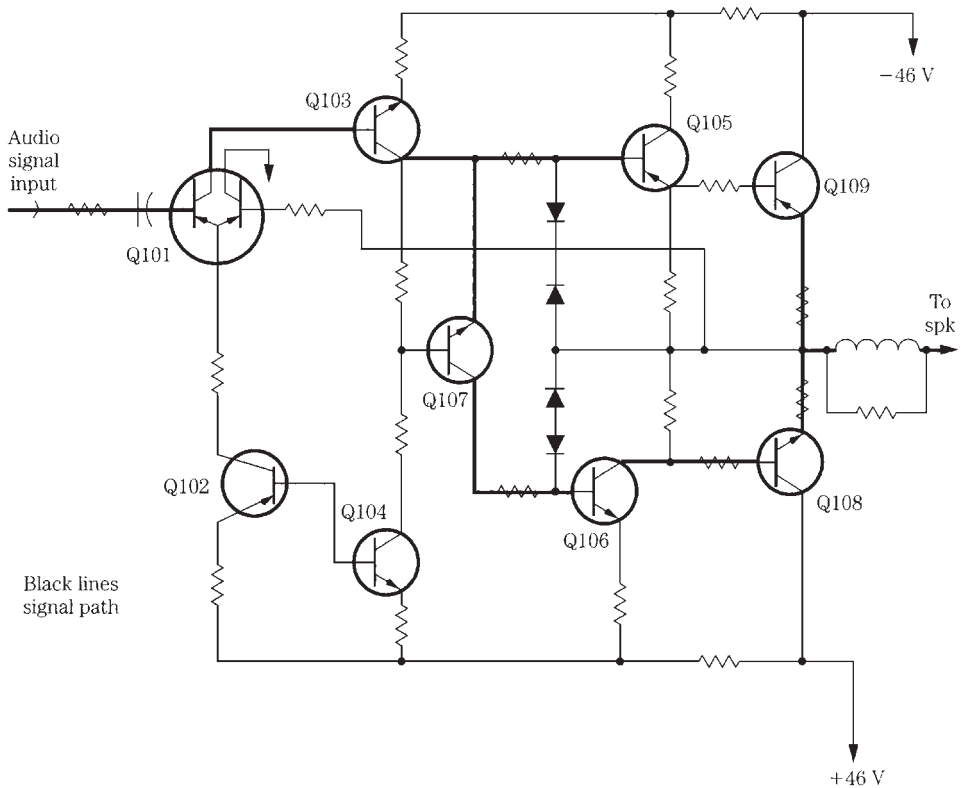 −46 V
Q103
Q105
Audio
signal
input
Q109
Q101
To
spk
Q107
Q102
Q104
Q108
Q106
Black lines
signal path
+46 V